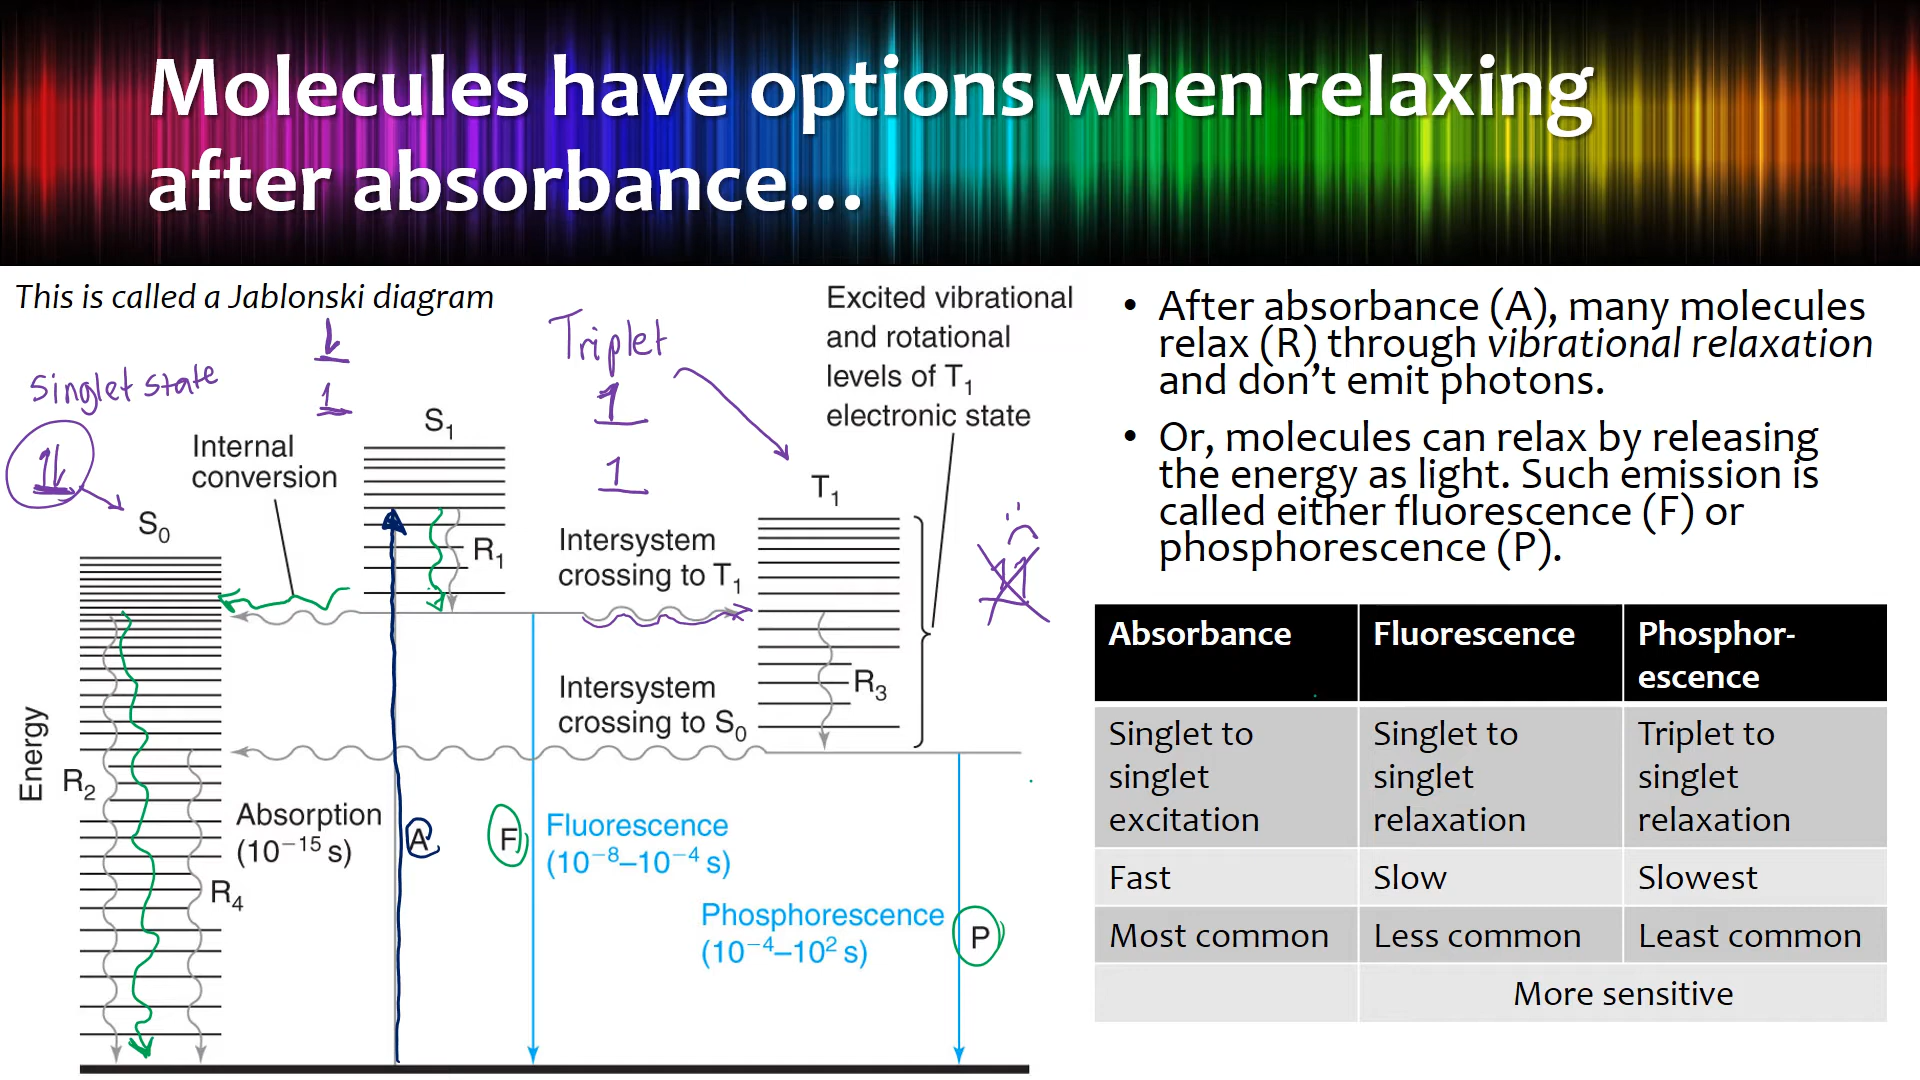 Molecules have options when relaxing
after absorbance…
This is called a Jablonski diagram
Singlet state
1
Triplet
1
1
Excited vibrational
and rotational
levels of T₁
electronic state
S₁
Internal
conversion
S₀
T₁
R₁
Intersystem
crossing to T₁
R₃
Intersystem
crossing to S₀
Energy
R₂
Absorption
(10⁻¹⁵ s)
A
F
Fluorescence
(10⁻⁸–10⁻⁴ s)
R₄
Phosphorescence
(10⁻⁴–10² s)
P
• After absorbance (A), many molecules
relax (R) through vibrational relaxation
and don’t emit photons.
• Or, molecules can relax by releasing
the energy as light. Such emission is
called either fluorescence (F) or
phosphorescence (P).
Absorbance
Fluorescence
Phosphor-
escence
Singlet to
singlet
excitation
Singlet to
singlet
relaxation
Triplet to
singlet
relaxation
Fast
Slow
Slowest
Most common
Less common
Least common
More sensitive